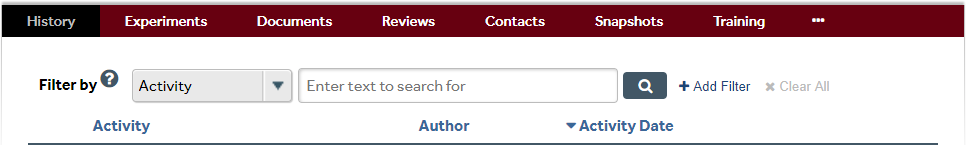 History Experiments Documents Reviews Contacts Snapshots Training •••
Filter by ? Activity Enter text to search for + Add Filter × Clear All
Activity Author Activity Date